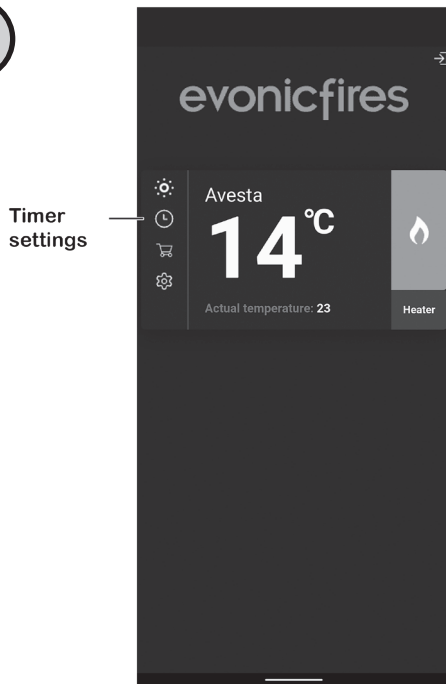 evonicfires
Timer
settings
Avesta
14°C
Actual temperature: 23
Heater